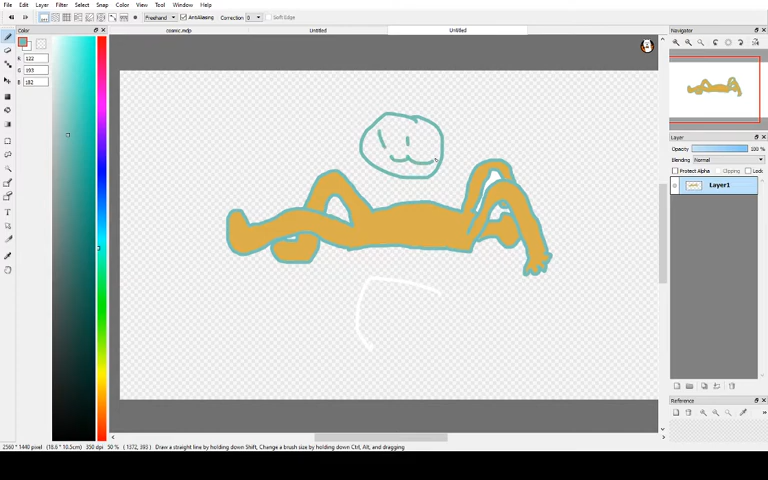 File Edit Layer Filter Select Snap Color View Tool Window Help
Freehand AntiAliasing Correction 0 Soft Edge
Color cosmic.mdp Untitled Untitled Navigator
R 122
G 193
B 182
Layer
Opacity 100 %
Blending Normal
Protect Alpha Clipping Lock
Layer1
Reference
2560 * 1440 pixel (18.6 * 10.5cm) 350 dpi 50 % ( 1372, 393 ) Draw a straight line by holding down Shift, Change a brush size by holding down Ctrl, Alt, and dragging